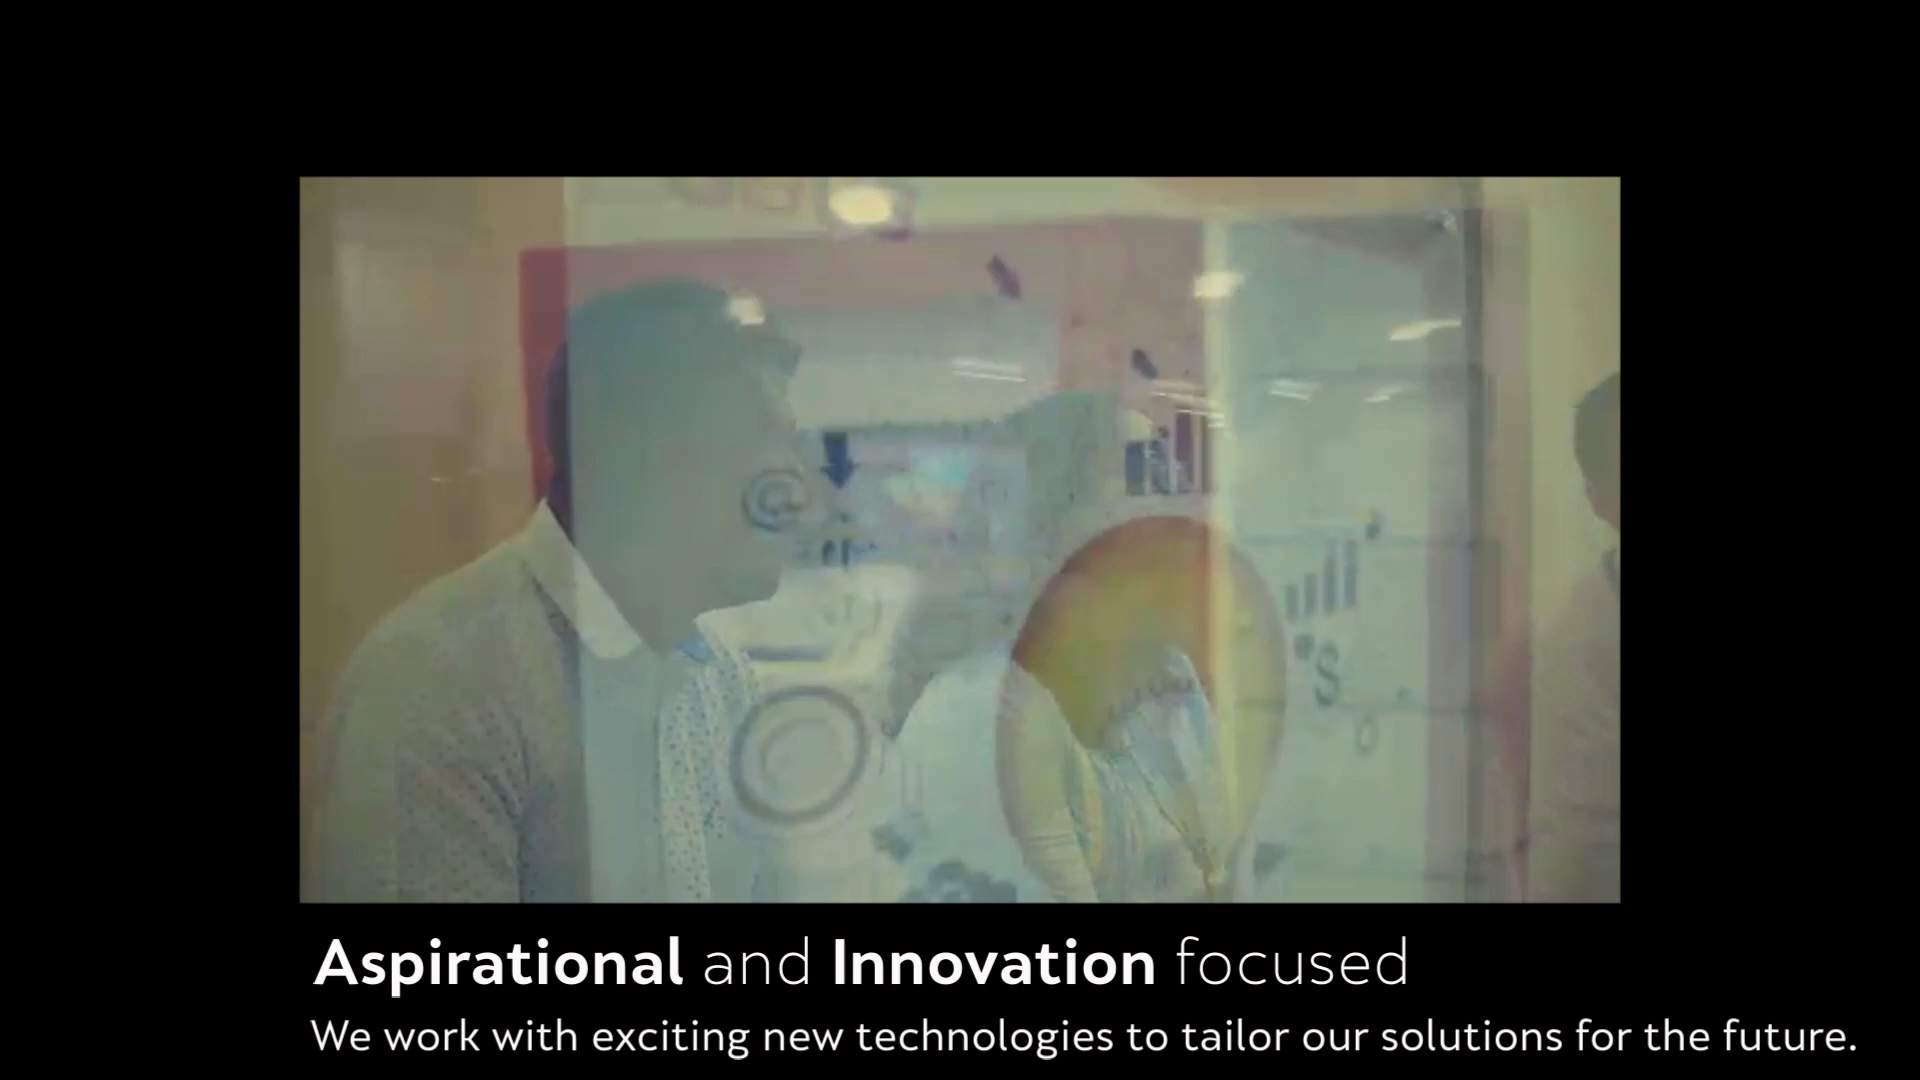 @
S
Aspirational and Innovation focused
We work with exciting new technologies to tailor our solutions for the future.